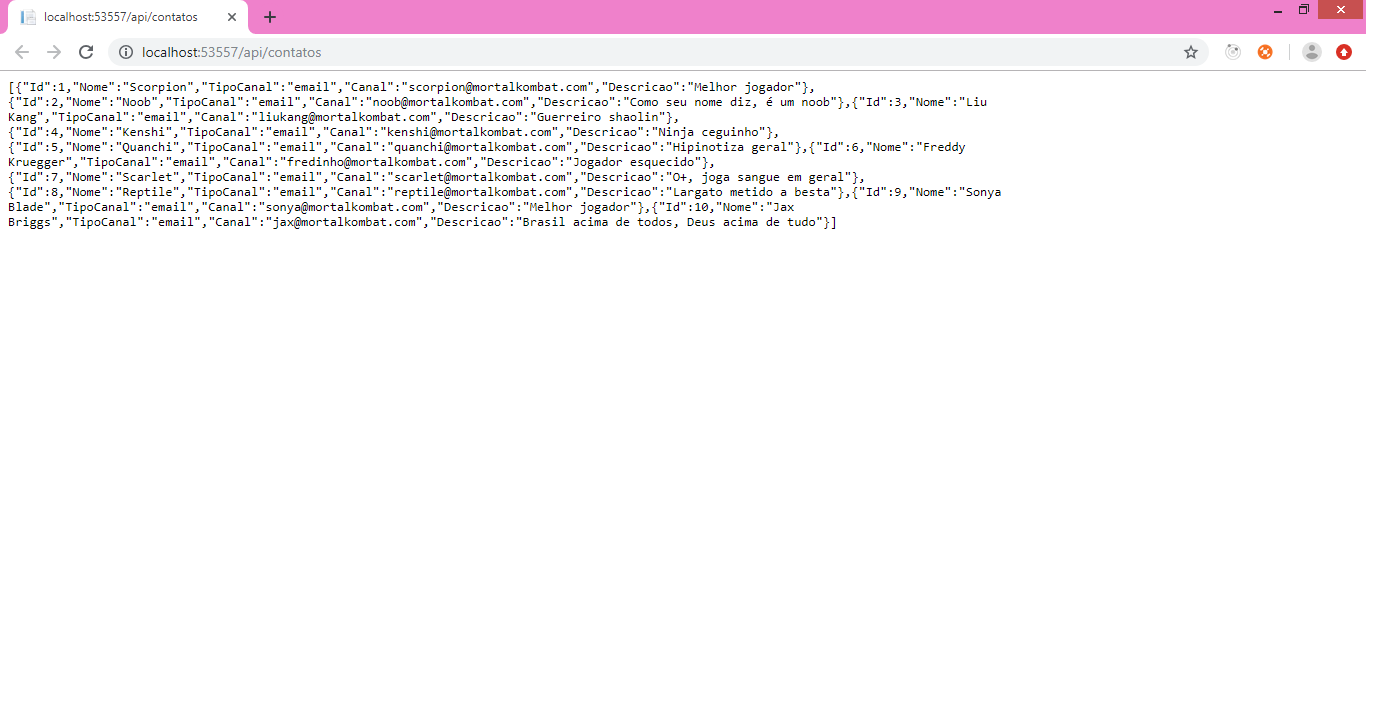 localhost:53557/api/contatos
localhost:53557/api/contatos
[{"Id":1,"Nome":"Scorpion","TipoCanal":"email","Canal":"scorpion@mortalkombat.com","Descricao":"Melhor jogador"},
{"Id":2,"Nome":"Noob","TipoCanal":"email","Canal":"noob@mortalkombat.com","Descricao":"Como seu nome diz, é um noob"},{"Id":3,"Nome":"Liu
Kang","TipoCanal":"email","Canal":"liukang@mortalkombat.com","Descricao":"Guerreiro shaolin"},
{"Id":4,"Nome":"Kenshi","TipoCanal":"email","Canal":"kenshi@mortalkombat.com","Descricao":"Ninja ceguinho"},
{"Id":5,"Nome":"Quanchi","TipoCanal":"email","Canal":"quanchi@mortalkombat.com","Descricao":"Hipinotiza geral"},{"Id":6,"Nome":"Freddy
Kruegger","TipoCanal":"email","Canal":"fredinho@mortalkombat.com","Descricao":"Jogador esquecido"},
{"Id":7,"Nome":"Scarlet","TipoCanal":"email","Canal":"scarlet@mortalkombat.com","Descricao":"O+, joga sangue em geral"},
{"Id":8,"Nome":"Reptile","TipoCanal":"email","Canal":"reptile@mortalkombat.com","Descricao":"Largato metido a besta"},{"Id":9,"Nome":"Sonya
Blade","TipoCanal":"email","Canal":"sonya@mortalkombat.com","Descricao":"Melhor jogador"},{"Id":10,"Nome":"Jax
Briggs","TipoCanal":"email","Canal":"jax@mortalkombat.com","Descricao":"Brasil acima de todos, Deus acima de tudo"}]